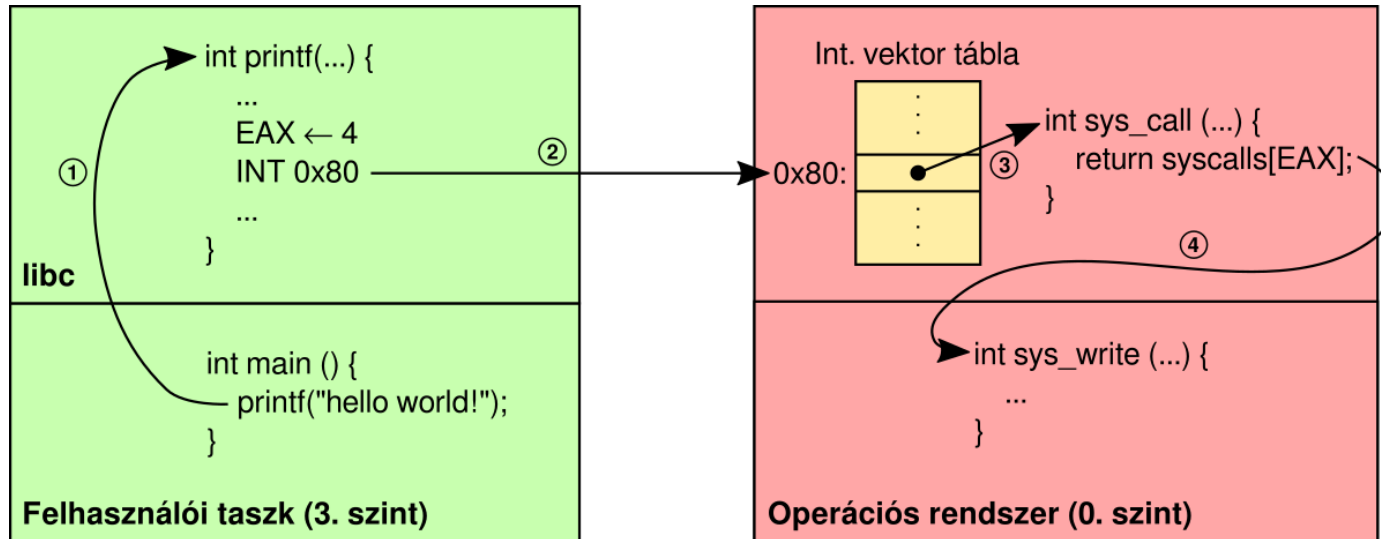 int printf(...) {
...
EAX ← 4
INT 0x80
...
}
libc
①
②
int main () {
printf("hello world!");
}
Felhasználói taszk (3. szint)
Int. vektor tábla
.
.
.
0x80:
.
.
.
③
int sys_call (...) {
return syscalls[EAX];
}
④
int sys_write (...) {
...
}
Operációs rendszer (0. szint)